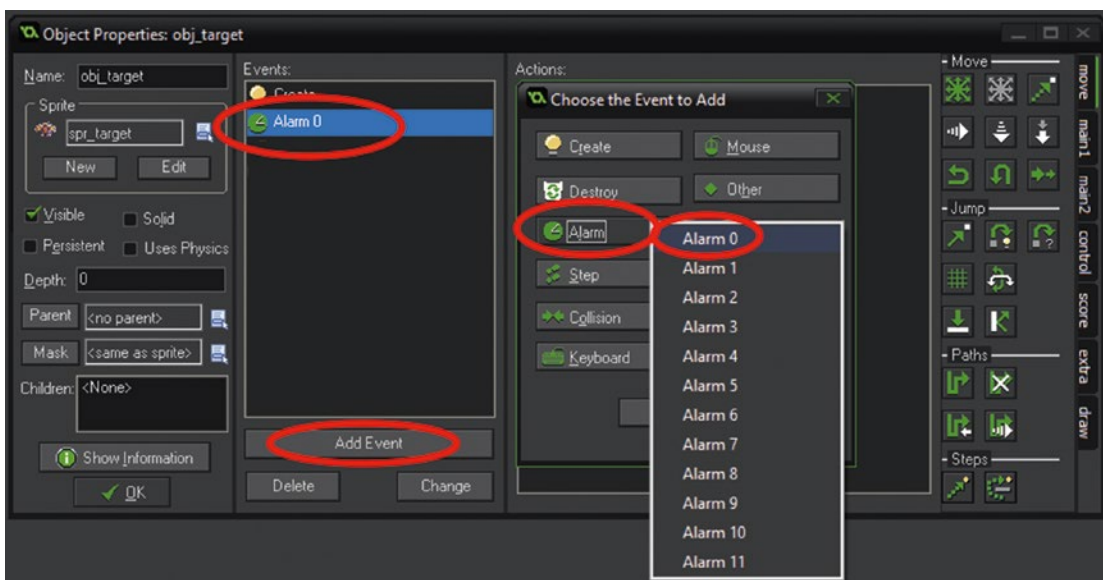 Object Properties: obj_target
Name: obj_target
Sprite
spr_target
New Edit
Visible Solid
Persistent Uses Physics
Depth: 0
Parent <no parent>
Mask <same as sprite>
Children: <None>
Show Information
OK
Events:
Create
Alarm 0
Add Event
Delete Change
Actions:
Choose the Event to Add
Create Mouse
Destroy Other
Alarm
Step
Collision
Keyboard
Alarm 0
Alarm 1
Alarm 2
Alarm 3
Alarm 4
Alarm 5
Alarm 6
Alarm 7
Alarm 8
Alarm 9
Alarm 10
Alarm 11
Move
Jump
Paths
Steps
move
main1
main2
control
score
extra
draw